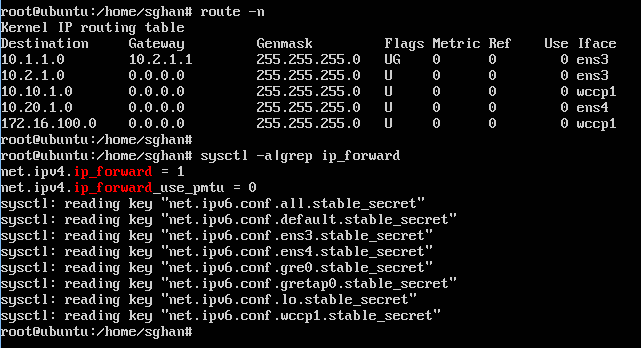 root@ubuntu:/home/sghan# route -n
Kernel IP routing table
Destination     Gateway         Genmask         Flags Metric Ref    Use Iface
10.1.1.0        10.2.1.1        255.255.255.0   UG    0      0        0 ens3
10.2.1.0        0.0.0.0         255.255.255.0   U     0      0        0 ens3
10.10.1.0       0.0.0.0         255.255.255.0   U     0      0        0 wccp1
10.20.1.0       0.0.0.0         255.255.255.0   U     0      0        0 ens4
172.16.100.0    0.0.0.0         255.255.255.0   U     0      0        0 wccp1
root@ubuntu:/home/sghan#
root@ubuntu:/home/sghan# sysctl -a|grep ip_forward
net.ipv4.ip_forward = 1
net.ipv4.ip_forward_use_pmtu = 0
sysctl: reading key "net.ipv6.conf.all.stable_secret"
sysctl: reading key "net.ipv6.conf.default.stable_secret"
sysctl: reading key "net.ipv6.conf.ens3.stable_secret"
sysctl: reading key "net.ipv6.conf.ens4.stable_secret"
sysctl: reading key "net.ipv6.conf.gre0.stable_secret"
sysctl: reading key "net.ipv6.conf.gretap0.stable_secret"
sysctl: reading key "net.ipv6.conf.lo.stable_secret"
sysctl: reading key "net.ipv6.conf.wccp1.stable_secret"
root@ubuntu:/home/sghan#